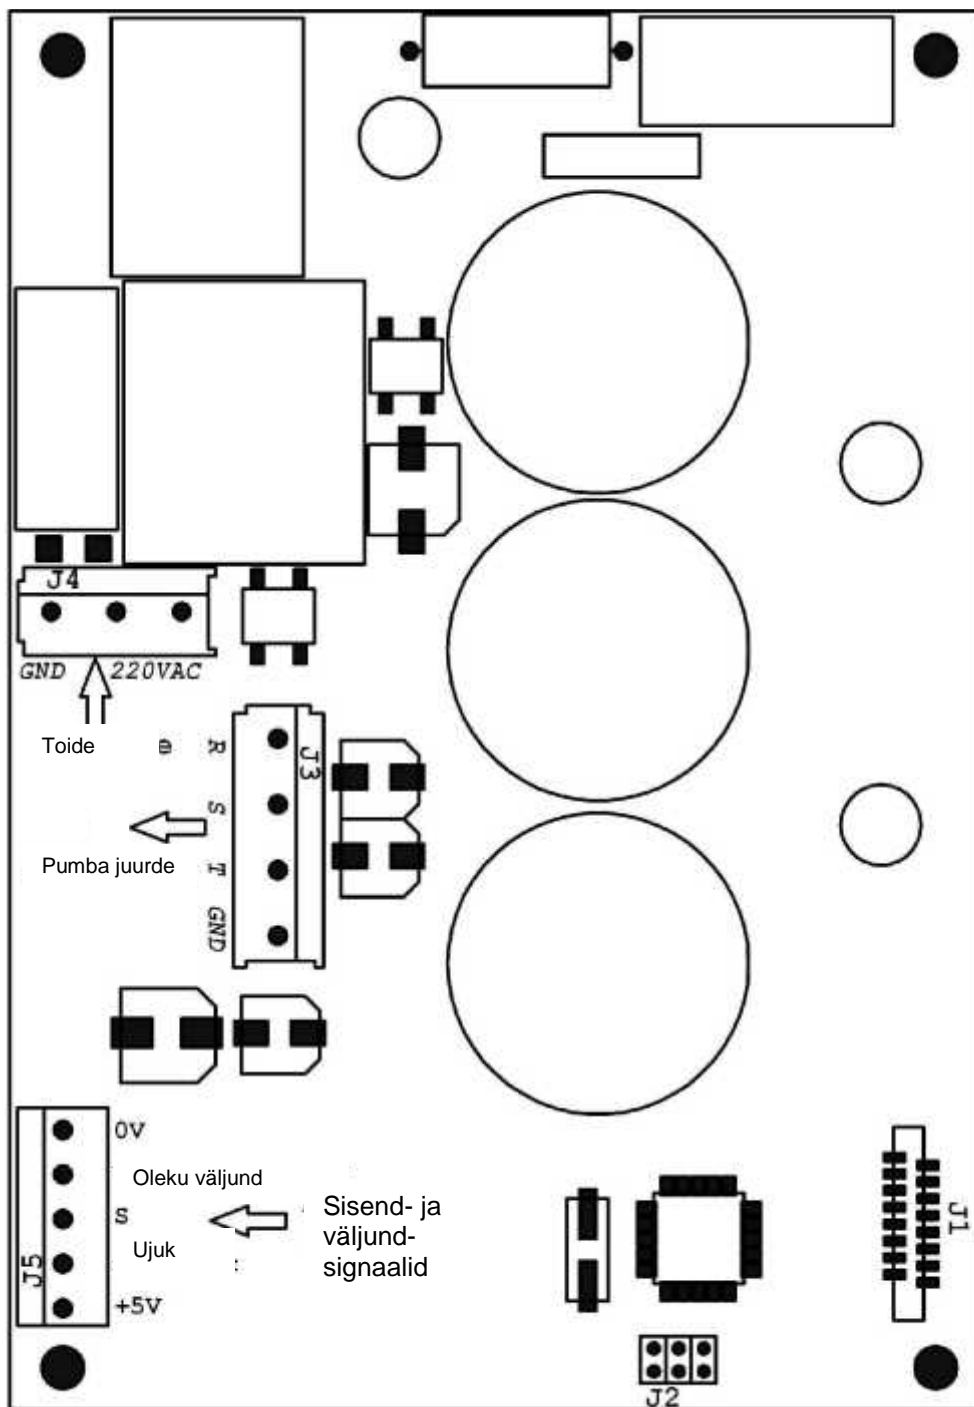 J4
GND 220VAC
Toide
R
J3
S
Pumba juurde
T
GND
0V
Oleku väljund
S
Ujuk
+5V
J5
Sisend- ja
väljund-
signaalid
J1
J2